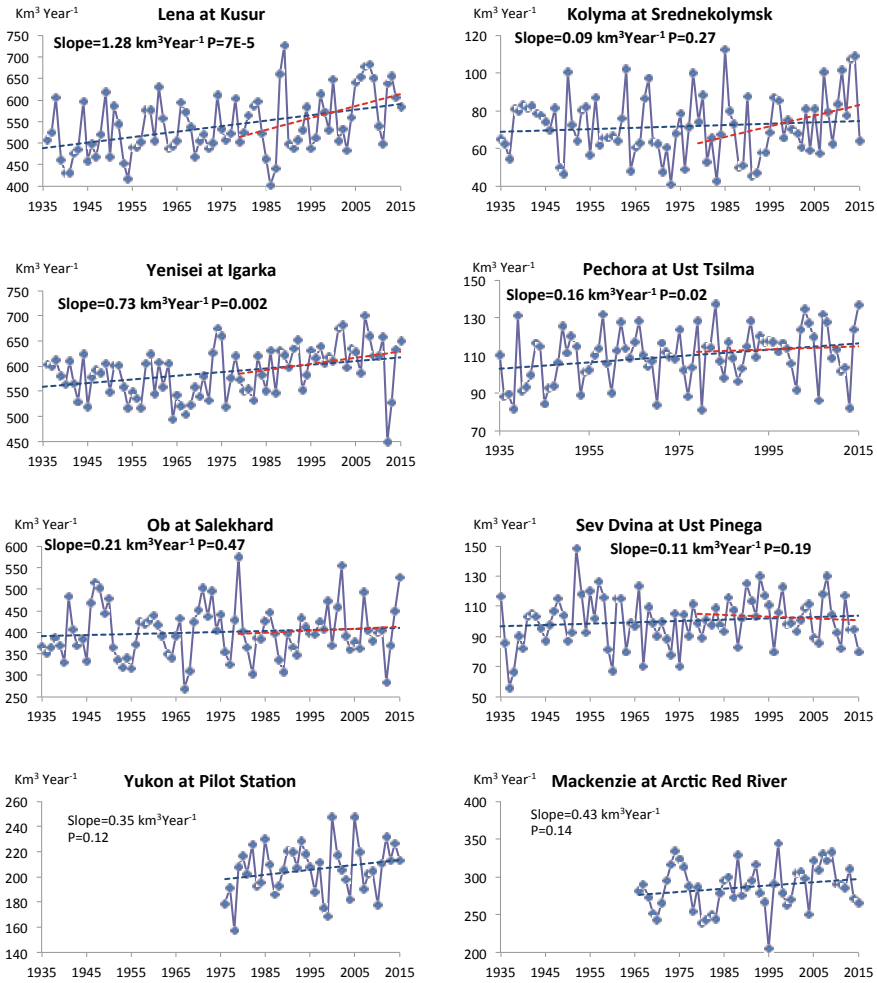 Lena at Kusur
Slope=1.28 km³Year⁻¹ P=7E-5
750
700
650
600
550
500
450
400
1935 1945 1955 1965 1975 1985 1995 2005 2015
Kolyma at Srednekolymsk
Slope=0.09 km³Year⁻¹ P=0.27
120
100
80
60
40
1935 1945 1955 1965 1975 1985 1995 2005 2015
Km³ Year⁻¹
Yenisei at Igarka
Slope=0.73 km³Year⁻¹ P=0.002
750
700
650
600
550
500
450
1935 1945 1955 1965 1975 1985 1995 2005 2015
Km³ Year⁻¹
Pechora at Ust Tsilma
Slope=0.16 km³Year⁻¹ P=0.02
150
130
110
90
70
1935 1945 1955 1965 1975 1985 1995 2005 2015
Km³ Year⁻¹
Ob at Salekhard
Slope=0.21 km³Year⁻¹ P=0.47
600
550
500
450
400
350
300
250
1935 1945 1955 1965 1975 1985 1995 2005 2015
Km³ Year⁻¹
Sev Dvina at Ust Pinega
Slope=0.11 km³Year⁻¹ P=0.19
150
130
110
90
70
50
1935 1945 1955 1965 1975 1985 1995 2005 2015
Km³ Year⁻¹
Yukon at Pilot Station
Slope=0.35 km³Year⁻¹
P=0.12
260
240
220
200
180
160
140
1935 1945 1955 1965 1975 1985 1995 2005 2015
Km³ Year⁻¹
Mackenzie at Arctic Red River
Slope=0.43 km³Year⁻¹
P=0.14
400
350
300
250
200
1935 1945 1955 1965 1975 1985 1995 2005 2015